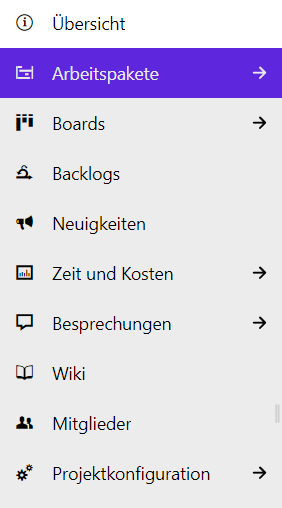 Übersicht
Arbeitspakete
Boards
Backlogs
Neuigkeiten
Zeit und Kosten
Besprechungen
Wiki
Mitglieder
Projektkonfiguration